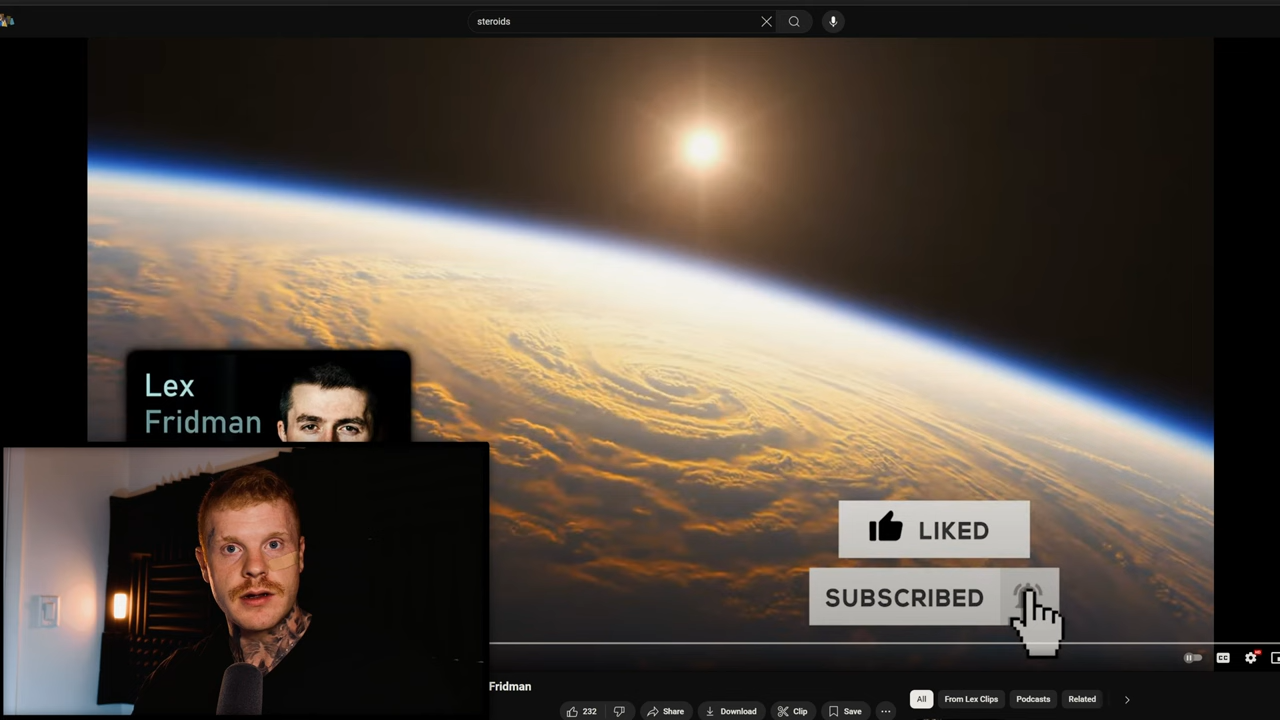 steroids
Lex
Fridman
LIKED
SUBSCRIBED
CC
Fridman
232
Share
Download
Clip
Save
All
From Lex Clips
Podcasts
Related